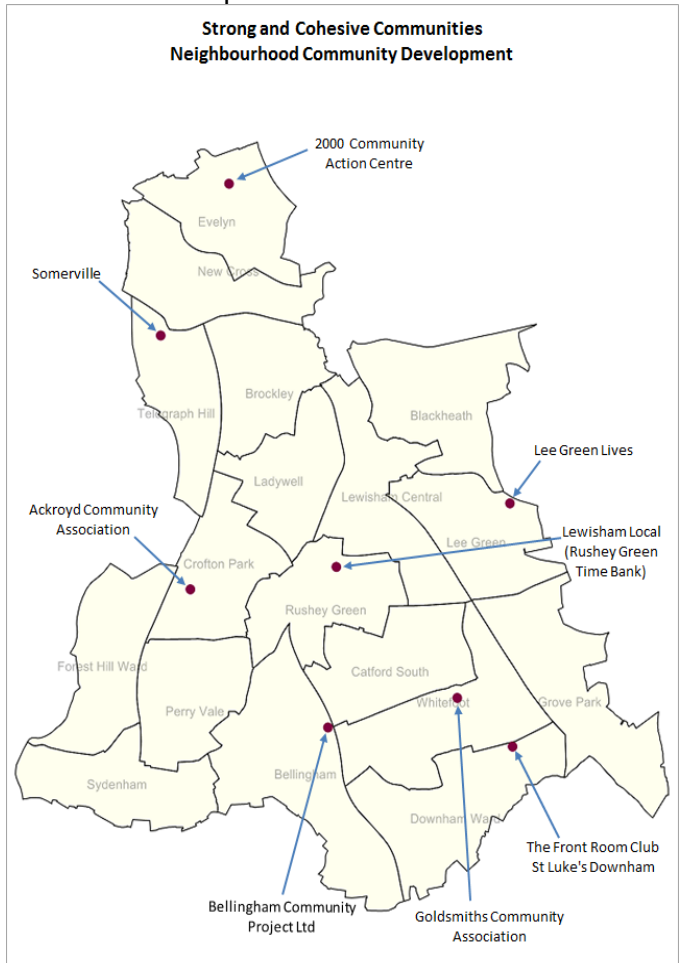 Strong and Cohesive Communities
Neighbourhood Community Development
2000 Community
Action Centre
Evelyn
New Cross
Somerville
Brockley
Telegraph Hill
Blackheath
Lee Green Lives
Ladywell
Lewisham Central
Ackroyd Community
Association
Lewisham Local
(Rushey Green
Time Bank)
Lee Green
Crofton Park
Rushey Green
Forest Hill Ward
Catford South
Whitefoot
Grove Park
Perry Vale
Bellingham
Sydenham
Downham Ward
The Front Room Club
St Luke's Downham
Bellingham Community
Project Ltd
Goldsmiths Community
Association